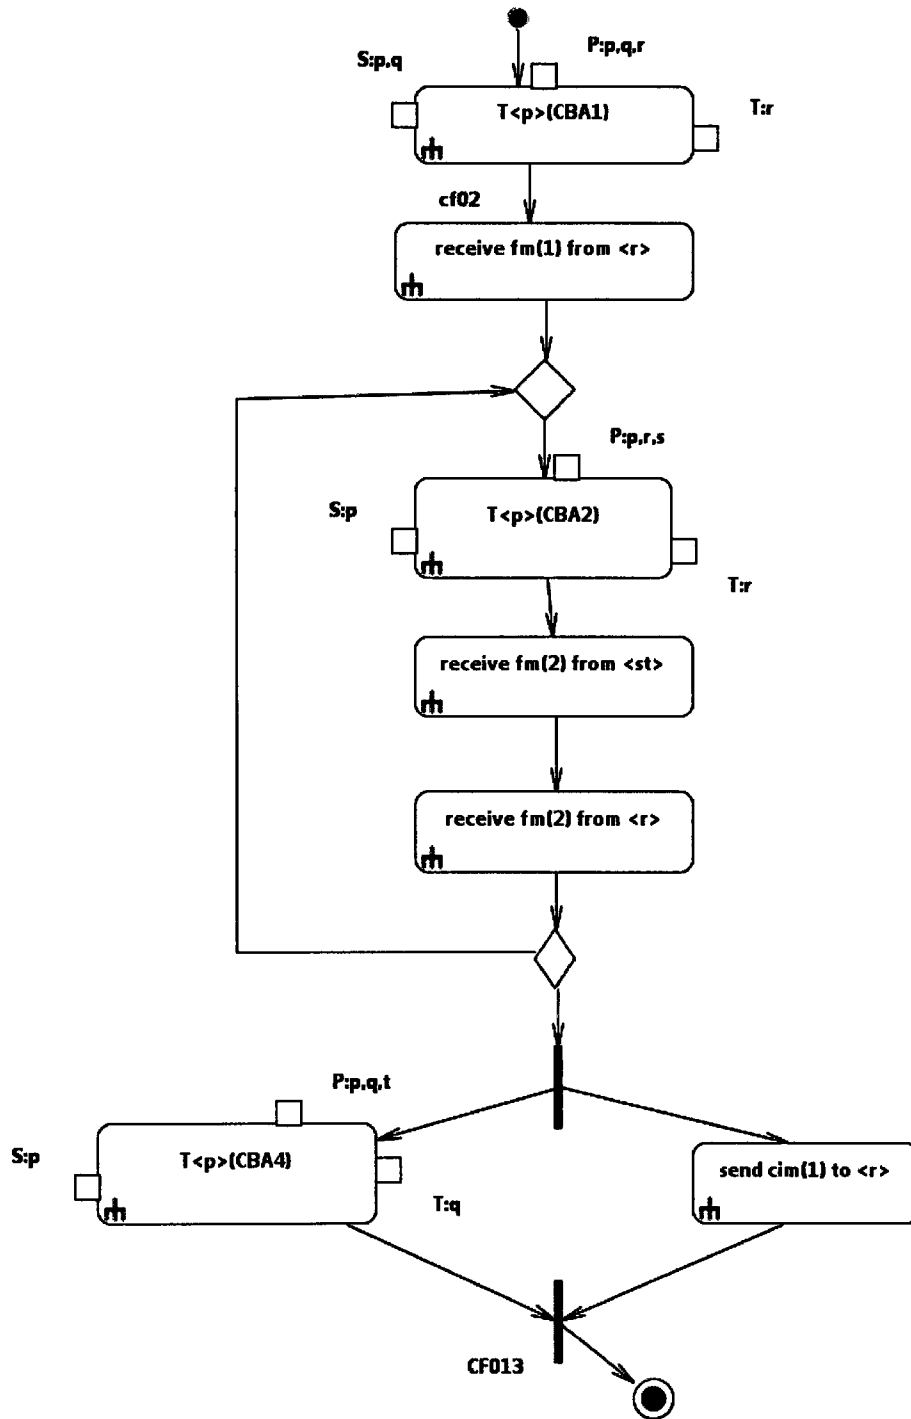 P:p,q,r
S:p,q
T<p>(CBA1)
T:r
cf02
receive fm(1) from <r>
P:p,r,s
S:p
T<p>(CBA2)
T:r
receive fm(2) from <st>
receive fm(2) from <r>
P:p,q,t
S:p
T<p>(CBA4)
send cim(1) to <r>
T:q
CF013